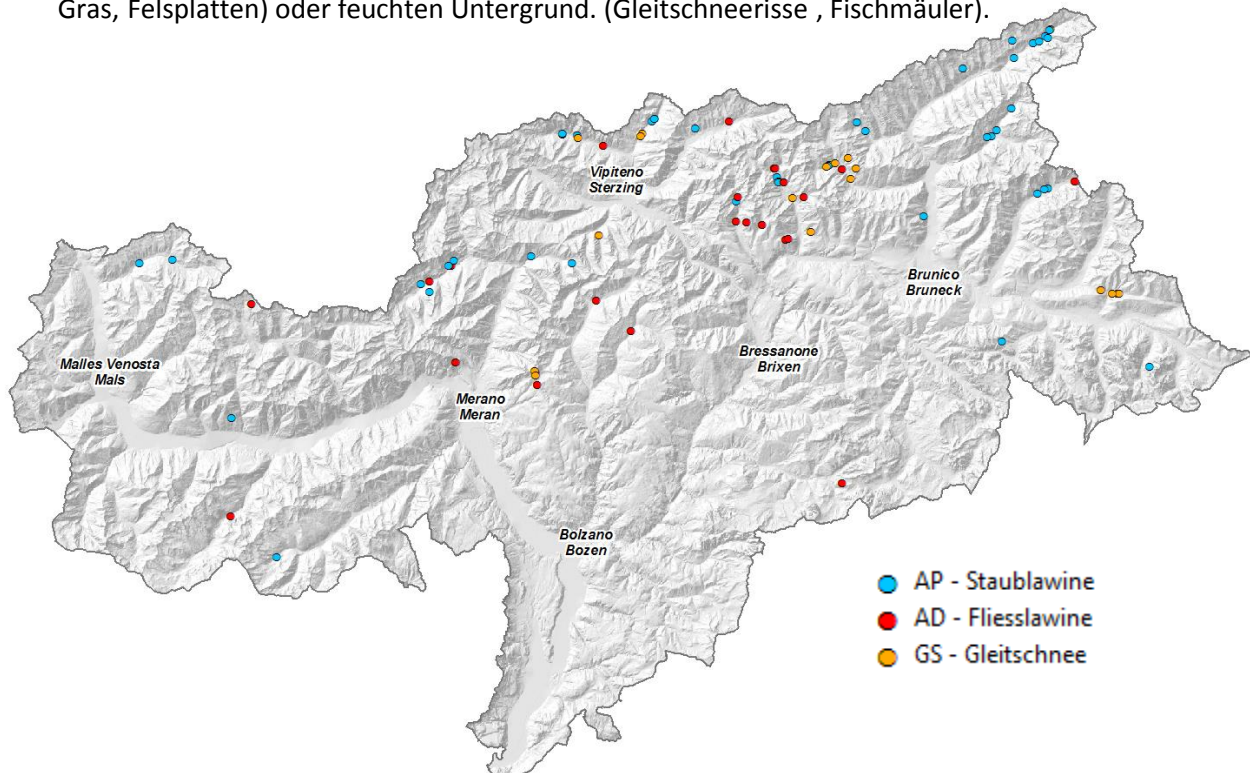 Gras, Felsplatten) oder feuchten Untergrund. (Gleitschneerisse , Fischmäuler).
Vipiteno
Sterzing
Brunico
Bruneck
Malles Venosta
Mals
Bressanone
Brixen
Merano
Meran
Bolzano
Bozen
AP - Staublawine
AD - Fliesslawine
GS - Gleitschnee